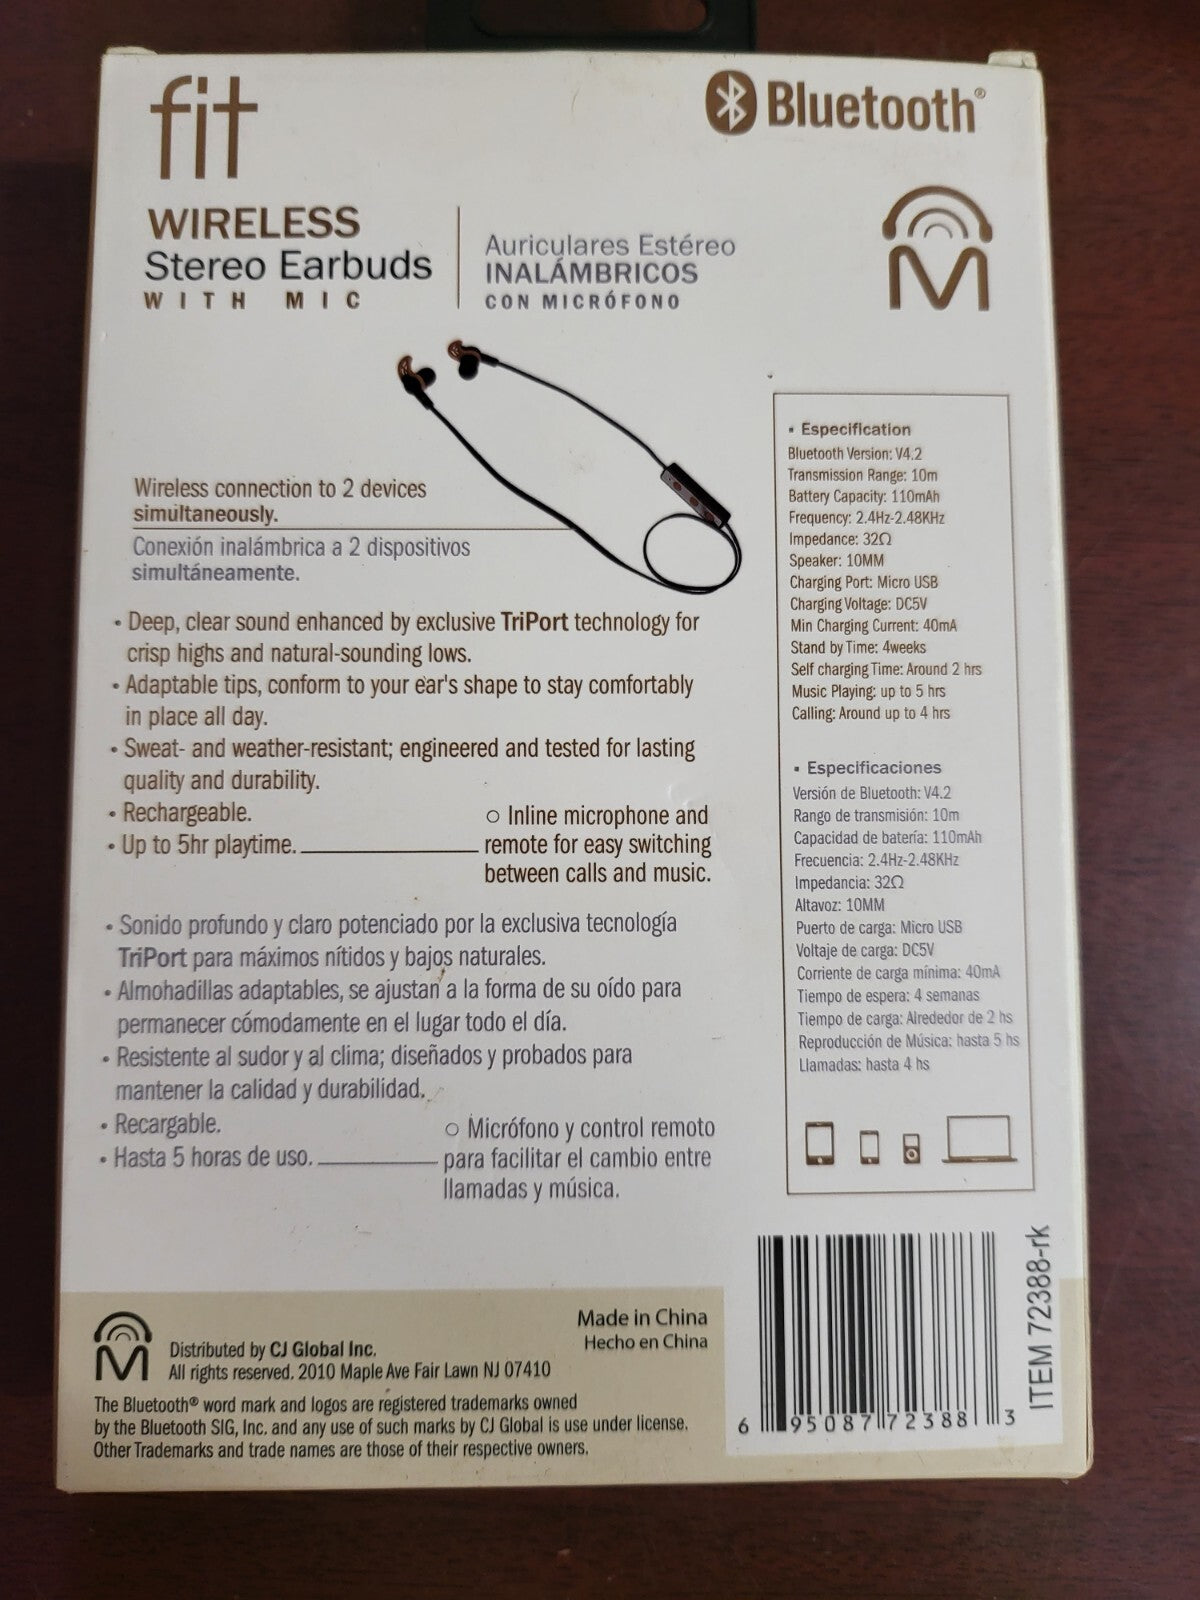 fit
Bluetooth®
WIRELESS
Stereo Earbuds
WITH MIC
Auriculares Estéreo
INALÁMBRICOS
CON MICRÓFONO
M
Wireless connection to 2 devices
simultaneously.
Conexión inalámbrica a 2 dispositivos
simultáneamente.
• Deep, clear sound enhanced by exclusive TriPort technology for
crisp highs and natural-sounding lows.
• Adaptable tips, conform to your ear's shape to stay comfortably
in place all day.
• Sweat- and weather-resistant; engineered and tested for lasting
quality and durability.
• Rechargeable.
• Up to 5hr playtime.
○ Inline microphone and
remote for easy switching
between calls and music.
• Sonido profundo y claro potenciado por la exclusiva tecnología
TriPort para máximos nítidos y bajos naturales.
• Almohadillas adaptables, se ajustan a la forma de su oído para
permanecer cómodamente en el lugar todo el día.
• Resistente al sudor y al clima; diseñados y probados para
mantener la calidad y durabilidad.
• Recargable.
• Hasta 5 horas de uso.
○ Micrófono y control remoto
para facilitar el cambio entre
llamadas y música.
▪ Especification
Bluetooth Version: V4.2
Transmission Range: 10m
Battery Capacity: 110mAh
Frequency: 2.4Hz-2.48KHz
Impedance: 32Ω
Speaker: 10MM
Charging Port: Micro USB
Charging Voltage: DC5V
Min Charging Current: 40mA
Stand by Time: 4weeks
Self charging Time: Around 2 hrs
Music Playing: up to 5 hrs
Calling: Around up to 4 hrs
▪ Especificaciones
Versión de Bluetooth: V4.2
Rango de transmisión: 10m
Capacidad de batería: 110mAh
Frecuencia: 2.4Hz-2.48KHz
Impedancia: 32Ω
Altavoz: 10MM
Puerto de carga: Micro USB
Voltaje de carga: DC5V
Corriente de carga mínima: 40mA
Tiempo de espera: 4 semanas
Tiempo de carga: Alrededor de 2 hs
Reproducción de Música: hasta 5 hs
Llamadas: hasta 4 hs
M
Distributed by CJ Global Inc.
All rights reserved. 2010 Maple Ave Fair Lawn NJ 07410
Made in China
Hecho en China
The Bluetooth® word mark and logos are registered trademarks owned
by the Bluetooth SIG, Inc. and any use of such marks by CJ Global is use under license.
Other Trademarks and trade names are those of their respective owners.
6 95087 72388 3
ITEM 72388-rk